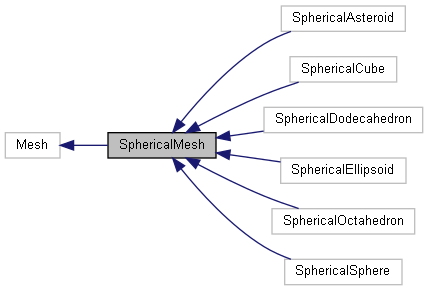 Mesh
SphericalMesh
SphericalAsteroid
SphericalCube
SphericalDodecahedron
SphericalEllipsoid
SphericalOctahedron
SphericalSphere